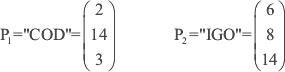 P₁="COD"=(2 14 3) P₂="IGO"=(6 8 14)